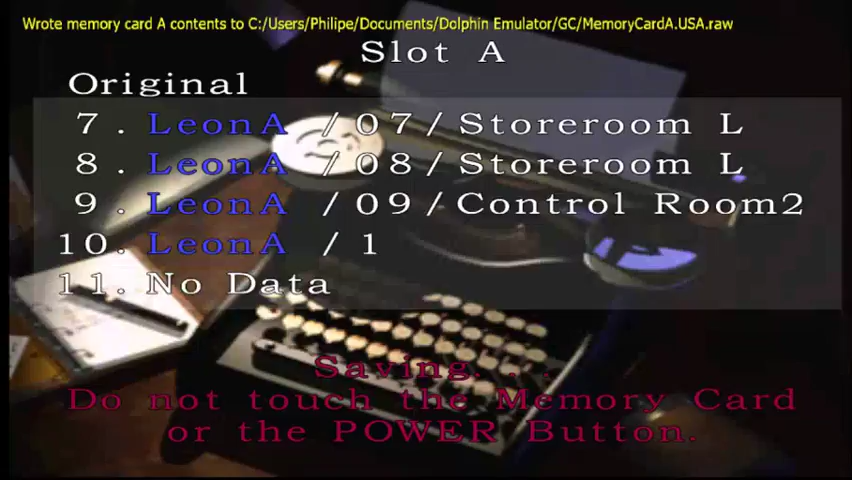 Wrote memory card A contents to C:/Users/Philipe/Documents/Dolphin Emulator/GC/MemoryCardA.USA.raw
Slot A
Original
7. LeonA /07/Storeroom L
8. LeonA /08/Storeroom L
9. LeonA /09/Control Room2
10. LeonA /1
11. No Data
Saving. . .
Do not touch the Memory Card
or the POWER Button.